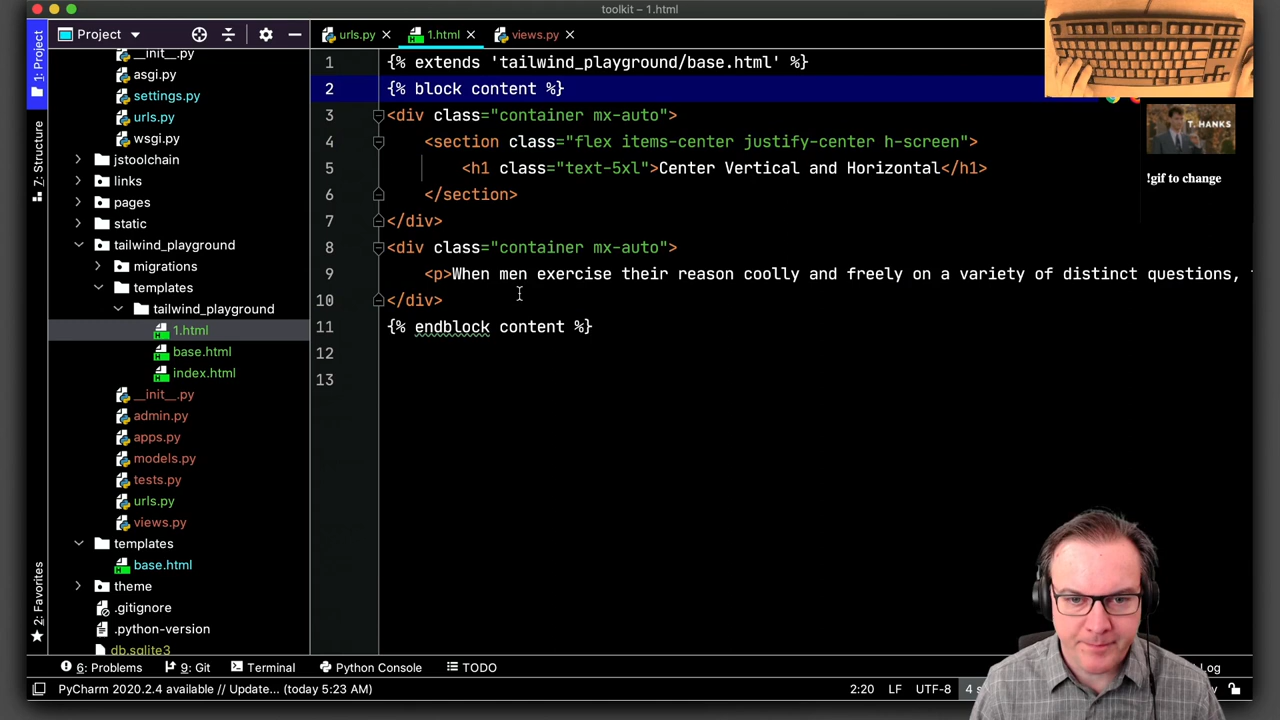 toolkit – 1.html
Project
urls.py
1.html
views.py
1: Project
7: Structure
2: Favorites
__init__.py
asgi.py
settings.py
urls.py
wsgi.py
jstoolchain
links
pages
static
tailwind_playground
migrations
templates
tailwind_playground
1.html
base.html
index.html
__init__.py
admin.py
apps.py
models.py
tests.py
urls.py
views.py
templates
base.html
theme
.gitignore
.python-version
db.sqlite3
1 {% extends 'tailwind_playground/base.html' %}
2 {% block content %}
3 <div class="container mx-auto">
4 <section class="flex items-center justify-center h-screen">
5 <h1 class="text-5xl">Center Vertical and Horizontal</h1>
6 </section>
7 </div>
8 <div class="container mx-auto">
9 <p>When men exercise their reason coolly and freely on a variety of distinct questions,
10 </div>
11 {% endblock content %}
12
13
T. HANKS
!gif to change
6: Problems
9: Git
Terminal
Python Console
TODO
Log
PyCharm 2020.2.4 available // Update... (today 5:23 AM)
2:20
LF
UTF-8